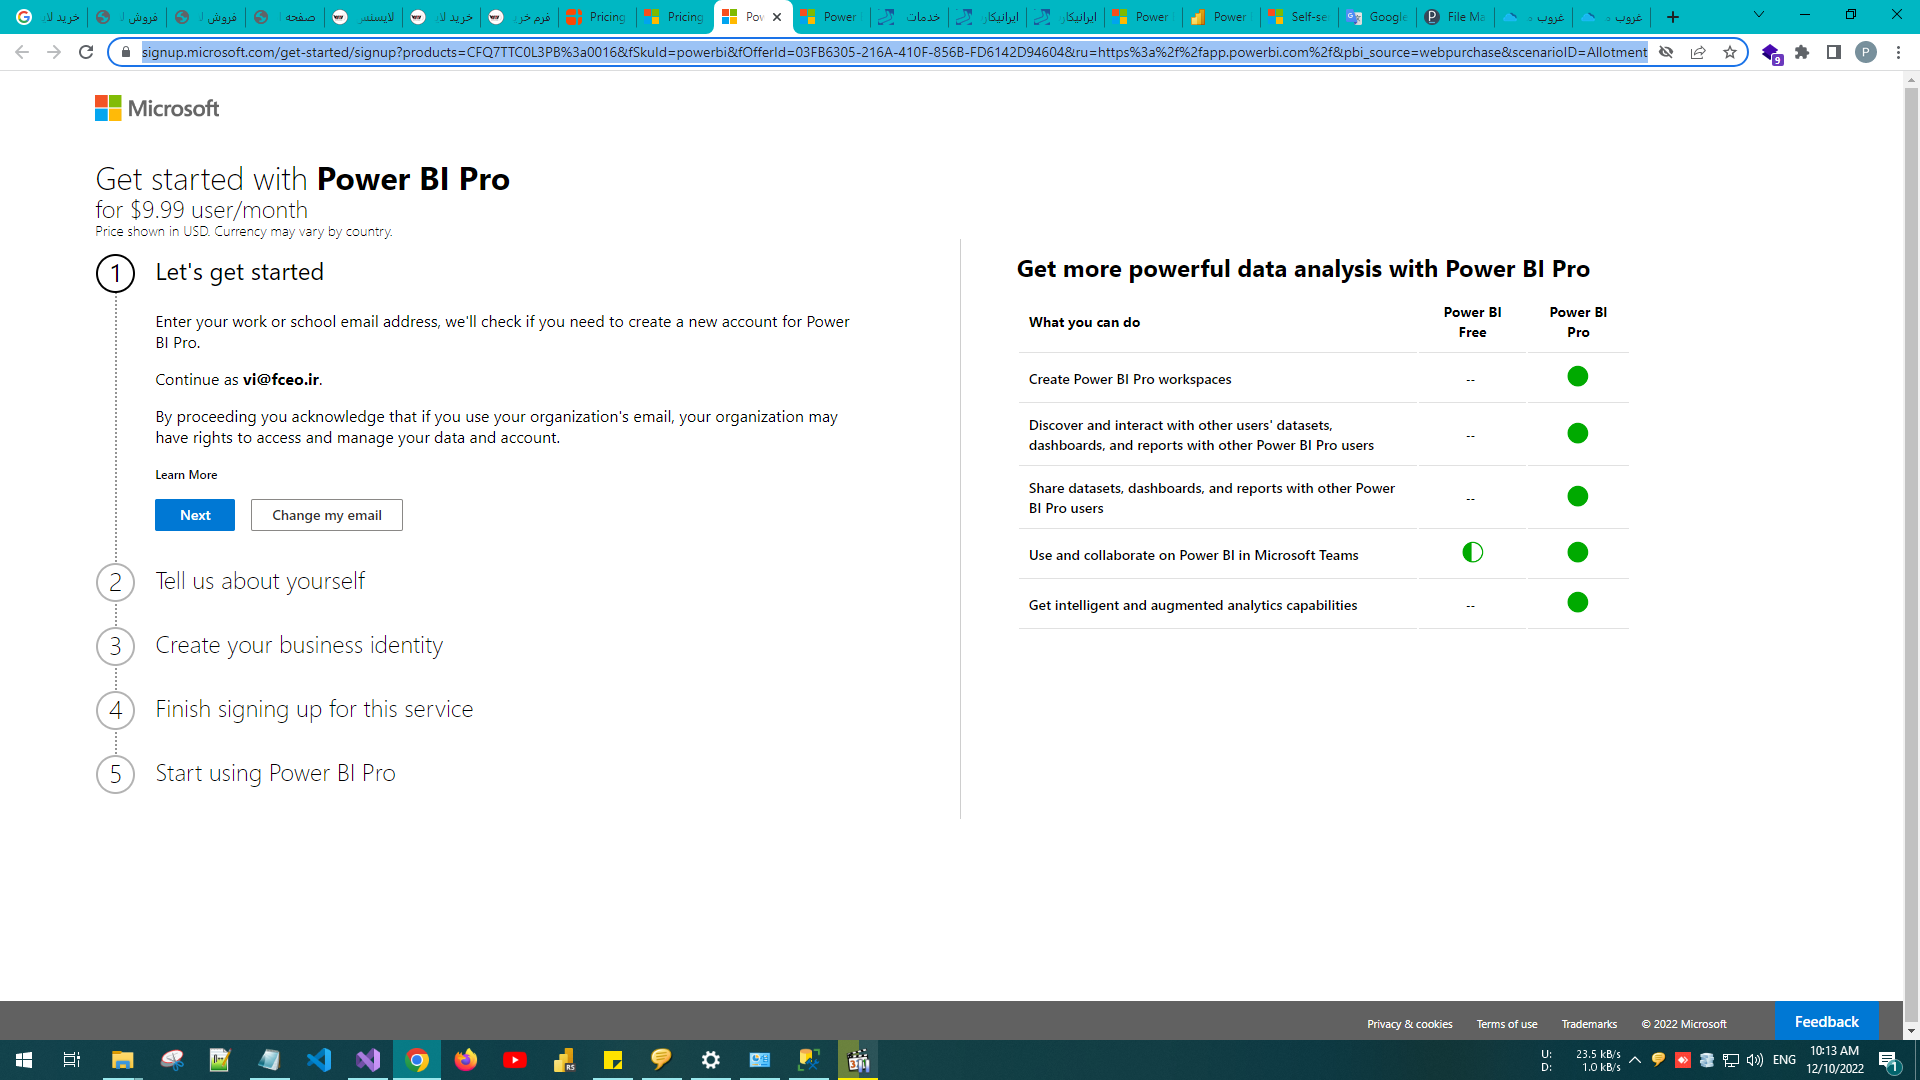 خرید لا
فروش ا
فروش ا
صفحه ا
لایسنس
خرید لا
فرم خر
Pricing
Pricing
Pow
Power
خدمات
ایرانیکار
ایرانیکار
Power
Power
Self-se
Google
File Ma
غروب
غروب
signup.microsoft.com/get-started/signup?products=CFQ7TTC0L3PB%3a0016&fSkuId=powerbi&fOfferId=03FB6305-216A-410F-856B-FD6142D94604&ru=https%3a%2f%2fapp.powerbi.com%2f&pbi_source=webpurchase&scenarioID=Allotment
9
P
Microsoft
Get started with Power BI Pro
for $9.99 user/month
Price shown in USD. Currency may vary by country.
1 Let's get started
Enter your work or school email address, we'll check if you need to create a new account for Power
BI Pro.
Continue as vi@fceo.ir.
By proceeding you acknowledge that if you use your organization's email, your organization may
have rights to access and manage your data and account.
Learn More
Next
Change my email
2 Tell us about yourself
3 Create your business identity
4 Finish signing up for this service
5 Start using Power BI Pro
Get more powerful data analysis with Power BI Pro
What you can do
Power BI
Free
Power BI
Pro
Create Power BI Pro workspaces
--
Discover and interact with other users' datasets,
dashboards, and reports with other Power BI Pro users
--
Share datasets, dashboards, and reports with other Power
BI Pro users
--
Use and collaborate on Power BI in Microsoft Teams
Get intelligent and augmented analytics capabilities
--
Privacy & cookies
Terms of use
Trademarks
© 2022 Microsoft
Feedback
U: 23.5 kB/s
D: 1.0 kB/s
ENG
10:13 AM
12/10/2022
1